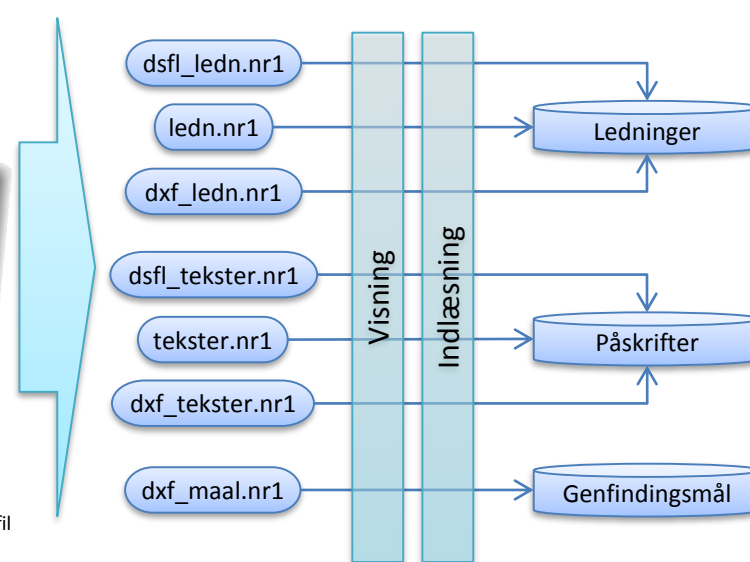 dsfl_ledn.nr1
ledn.nr1
Ledninger
dxf_ledn.nr1
dsfl_tekster.nr1
Visning
Indlæsning
tekster.nr1
Påskrifter
dxf_tekster.nr1
dxf_maal.nr1
Genfindingsmål